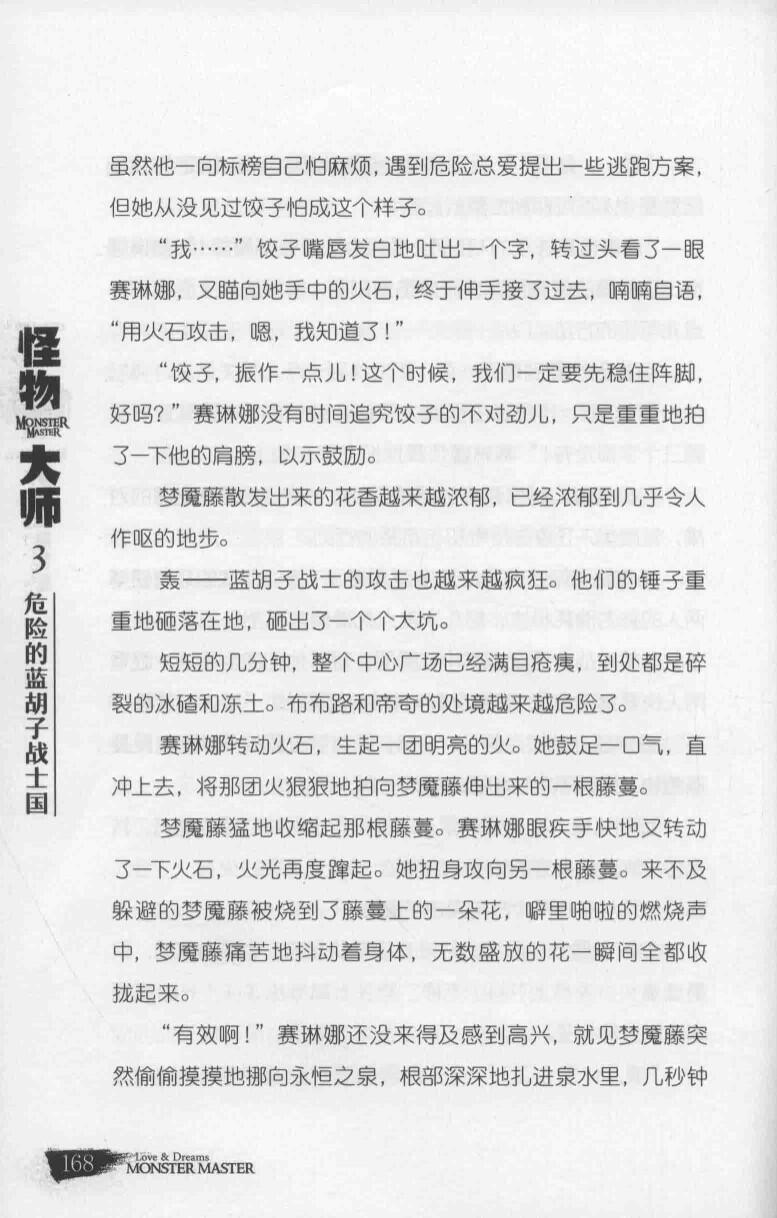 虽然他一向标榜自己怕麻烦，遇到危险总爱提出一些逃跑方案，
但她从没见过饺子怕成这个样子。
“我……”饺子嘴唇发白地吐出一个字，转过头看了一眼
赛琳娜，又瞄向她手中的火石，终于伸手接了过去，喃喃自语，
“用火石攻击，嗯，我知道了！”
“饺子，振作一点儿！这个时候，我们一定要先稳住阵脚，
好吗？”赛琳娜没有时间追究饺子的不对劲儿，只是重重地拍
了一下他的肩膀，以示鼓励。
梦魇藤散发出来的花香越来越浓郁，已经浓郁到几乎令人
作呕的地步。
轰——蓝胡子战士的攻击也越来越疯狂。他们的锤子重
重地砸落在地，砸出了一个个大坑。
短短的几分钟，整个中心广场已经满目疮痍，到处都是碎
裂的冰碴和冻土。布布路和帝奇的处境越来越危险了。
赛琳娜转动火石，生起一团明亮的火。她鼓足一口气，直
冲上去，将那团火狠狠地拍向梦魇藤伸出来的一根藤蔓。
梦魇藤猛地收缩起那根藤蔓。赛琳娜眼疾手快地又转动
了一下火石，火光再度蹿起。她扭身攻向另一根藤蔓。来不及
躲避的梦魇藤被烧到了藤蔓上的一朵花，噼里啪啦的燃烧声
中，梦魇藤痛苦地抖动着身体，无数盛放的花一瞬间全都收
拢起来。
“有效啊！”赛琳娜还没来得及感到高兴，就见梦魇藤突
然偷偷摸摸地挪向永恒之泉，根部深深地扎进泉水里，几秒钟
怪物
MONSTER
MASTER
大师
3
危险的蓝胡子战士国
168
Love & Dreams
MONSTER MASTER